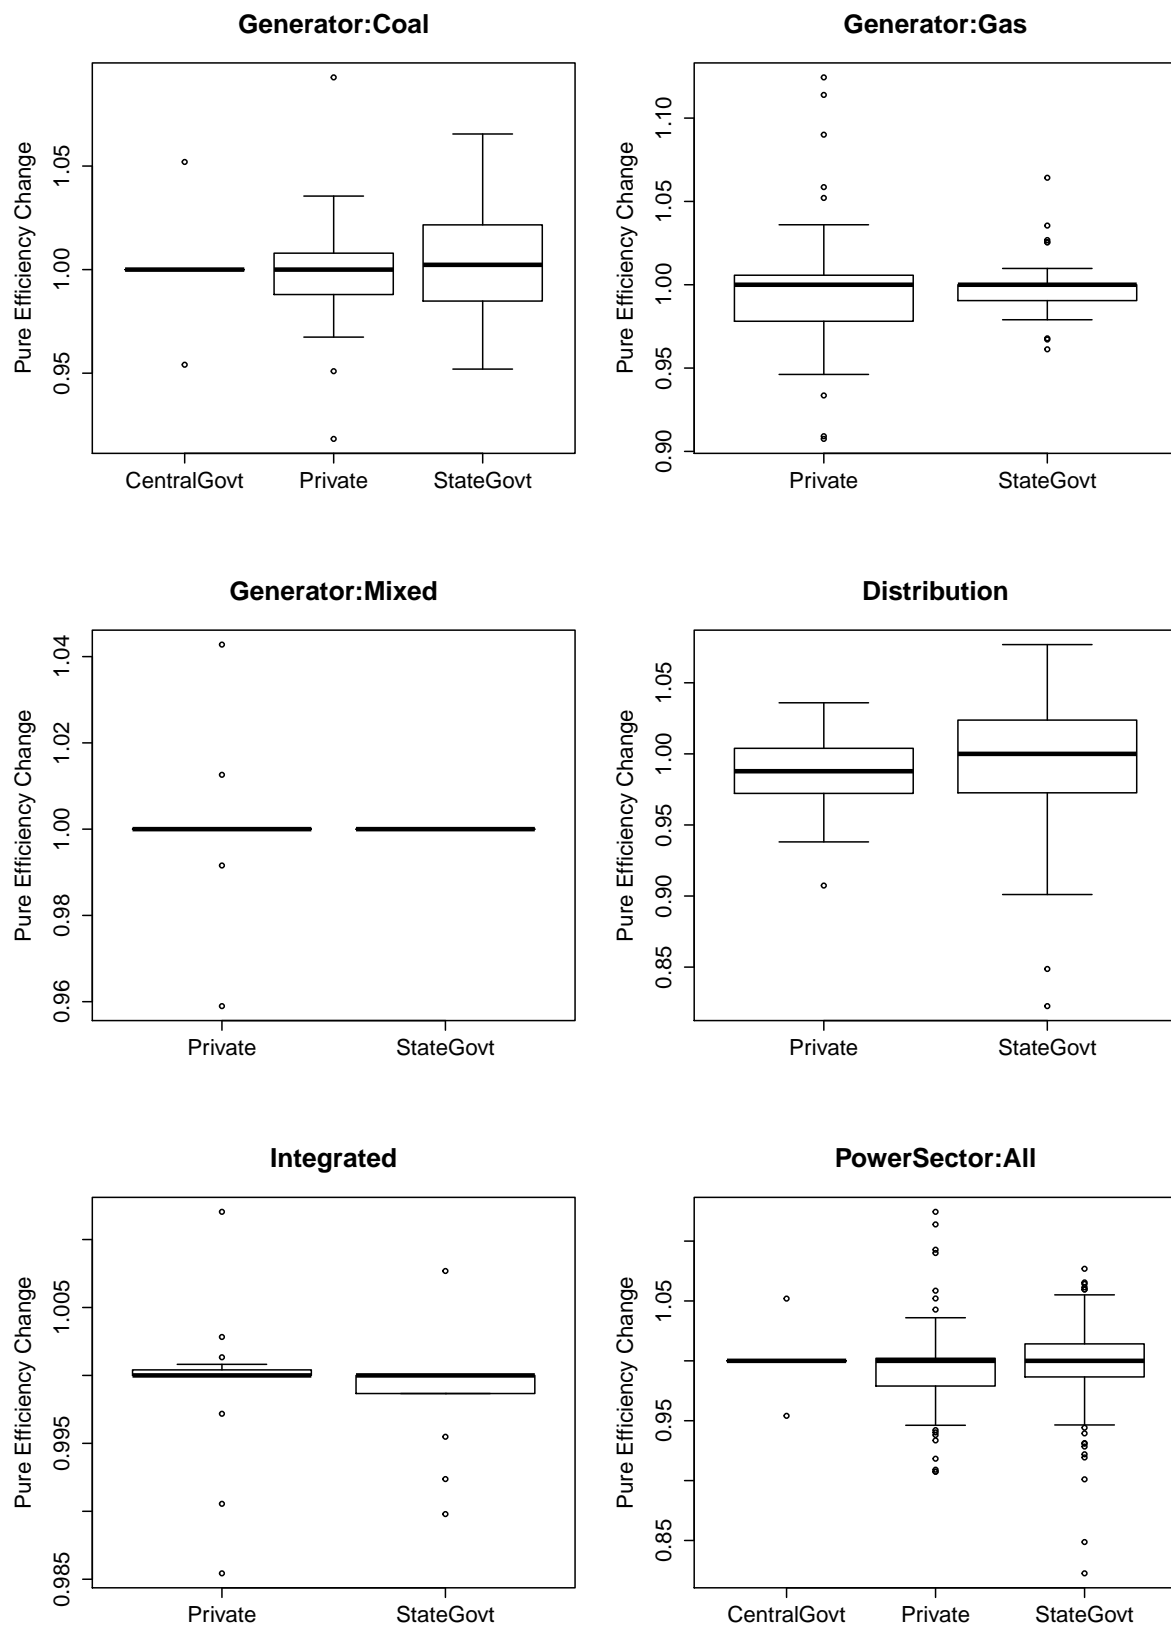 Generator:Coal
Pure Efficiency Change
1.05
1.00
0.95
CentralGovt Private StateGovt
Generator:Gas
Pure Efficiency Change
1.10
1.05
1.00
0.95
0.90
Private StateGovt
Generator:Mixed
Pure Efficiency Change
1.04
1.02
1.00
0.98
0.96
Private StateGovt
Distribution
Pure Efficiency Change
1.05
1.00
0.95
0.90
0.85
Private StateGovt
Integrated
Pure Efficiency Change
1.005
0.995
0.985
Private StateGovt
PowerSector:All
Pure Efficiency Change
1.05
0.95
0.85
CentralGovt Private StateGovt